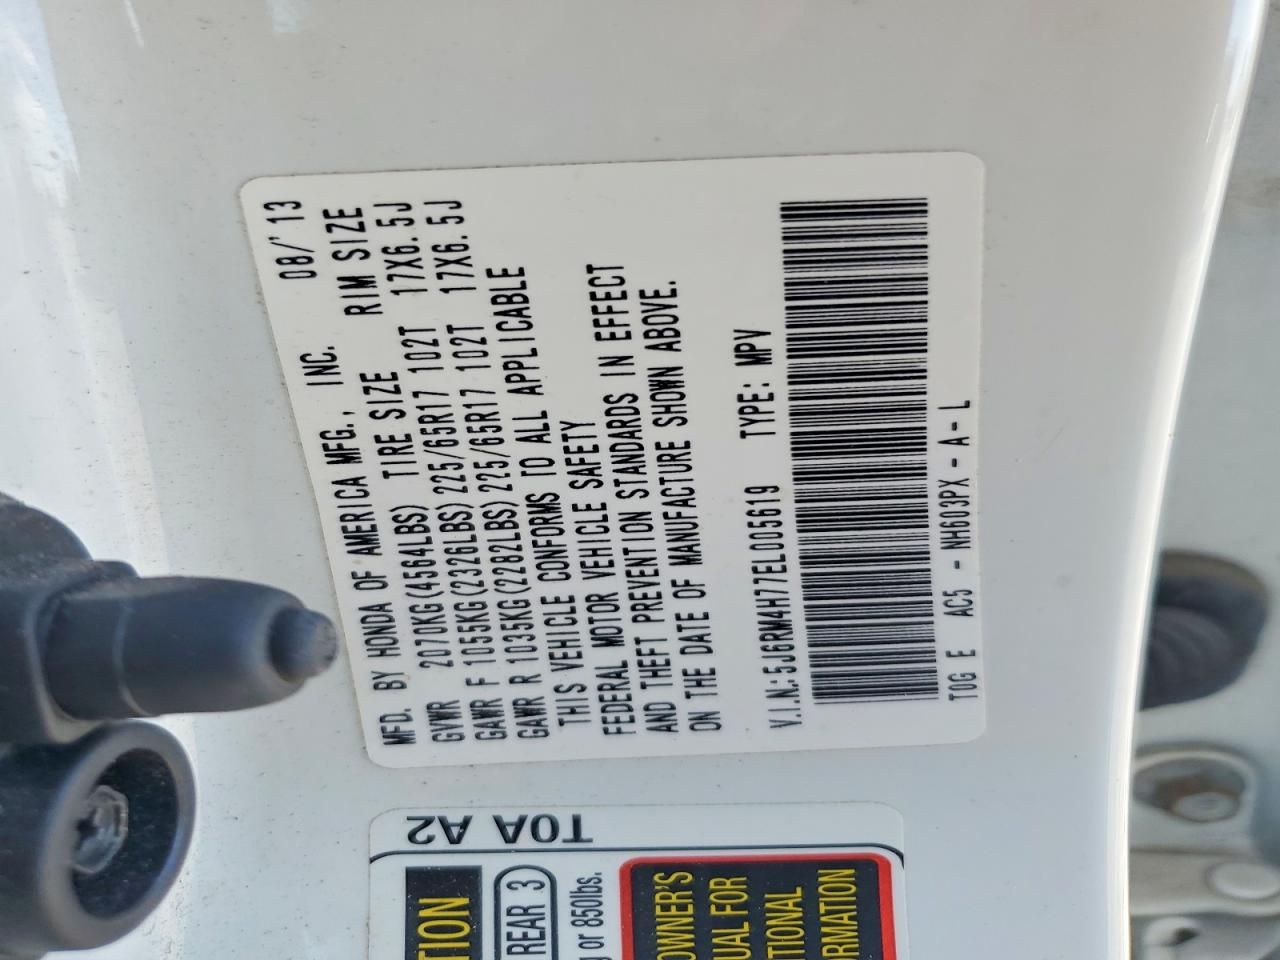 MFD. BY HONDA OF AMERICA MFG., INC. 08/'13
GVWR 2070KG(4564LBS) TIRE SIZE RIM SIZE
GAWR F 1055KG(2326LBS)225/65R17 102T 17X6.5J
GAWR R 1035KG(2282LBS)225/65R17 102T 17X6.5J
THIS VEHICLE CONFORMS TO ALL APPLICABLE
FEDERAL MOTOR VEHICLE SAFETY
AND THEFT PREVENTION STANDARDS IN EFFECT
ON THE DATE OF MANUFACTURE SHOWN ABOVE.
V.I.N.:5J6RM4H77EL005619 TYPE: MPV
TOG E AC5 - NH603PX - A - L
T0A A2
TION
REAR 3
or 850lbs.
OWNER'S
UAL FOR
TIONAL
RMATION